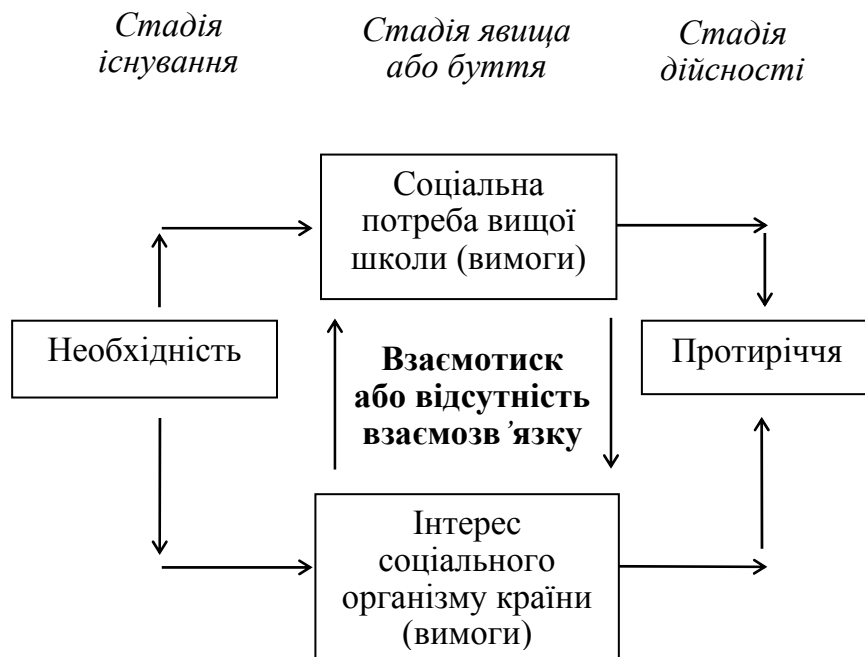 Стадія
існування
Стадія явища
або буття
Стадія
дійсності
Соціальна
потреба вищої
школи (вимоги)
Необхідність
Взаємотиск
або відсутність
взаємозв ’язку
Протиріччя
Інтерес
соціального
організму країни
(вимоги)